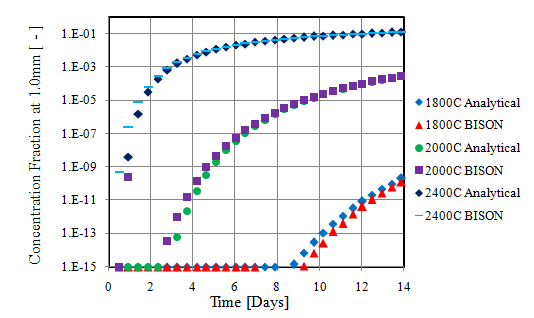 Concentration Fraction at 1.0mm [ - ]
1.E-01
1.E-03
1.E-05
1.E-07
1.E-09
1.E-11
1.E-13
1.E-15
0 2 4 6 8 10 12 14
Time [Days]
1800C Analytical
1800C BISON
2000C Analytical
2000C BISON
2400C Analytical
2400C BISON